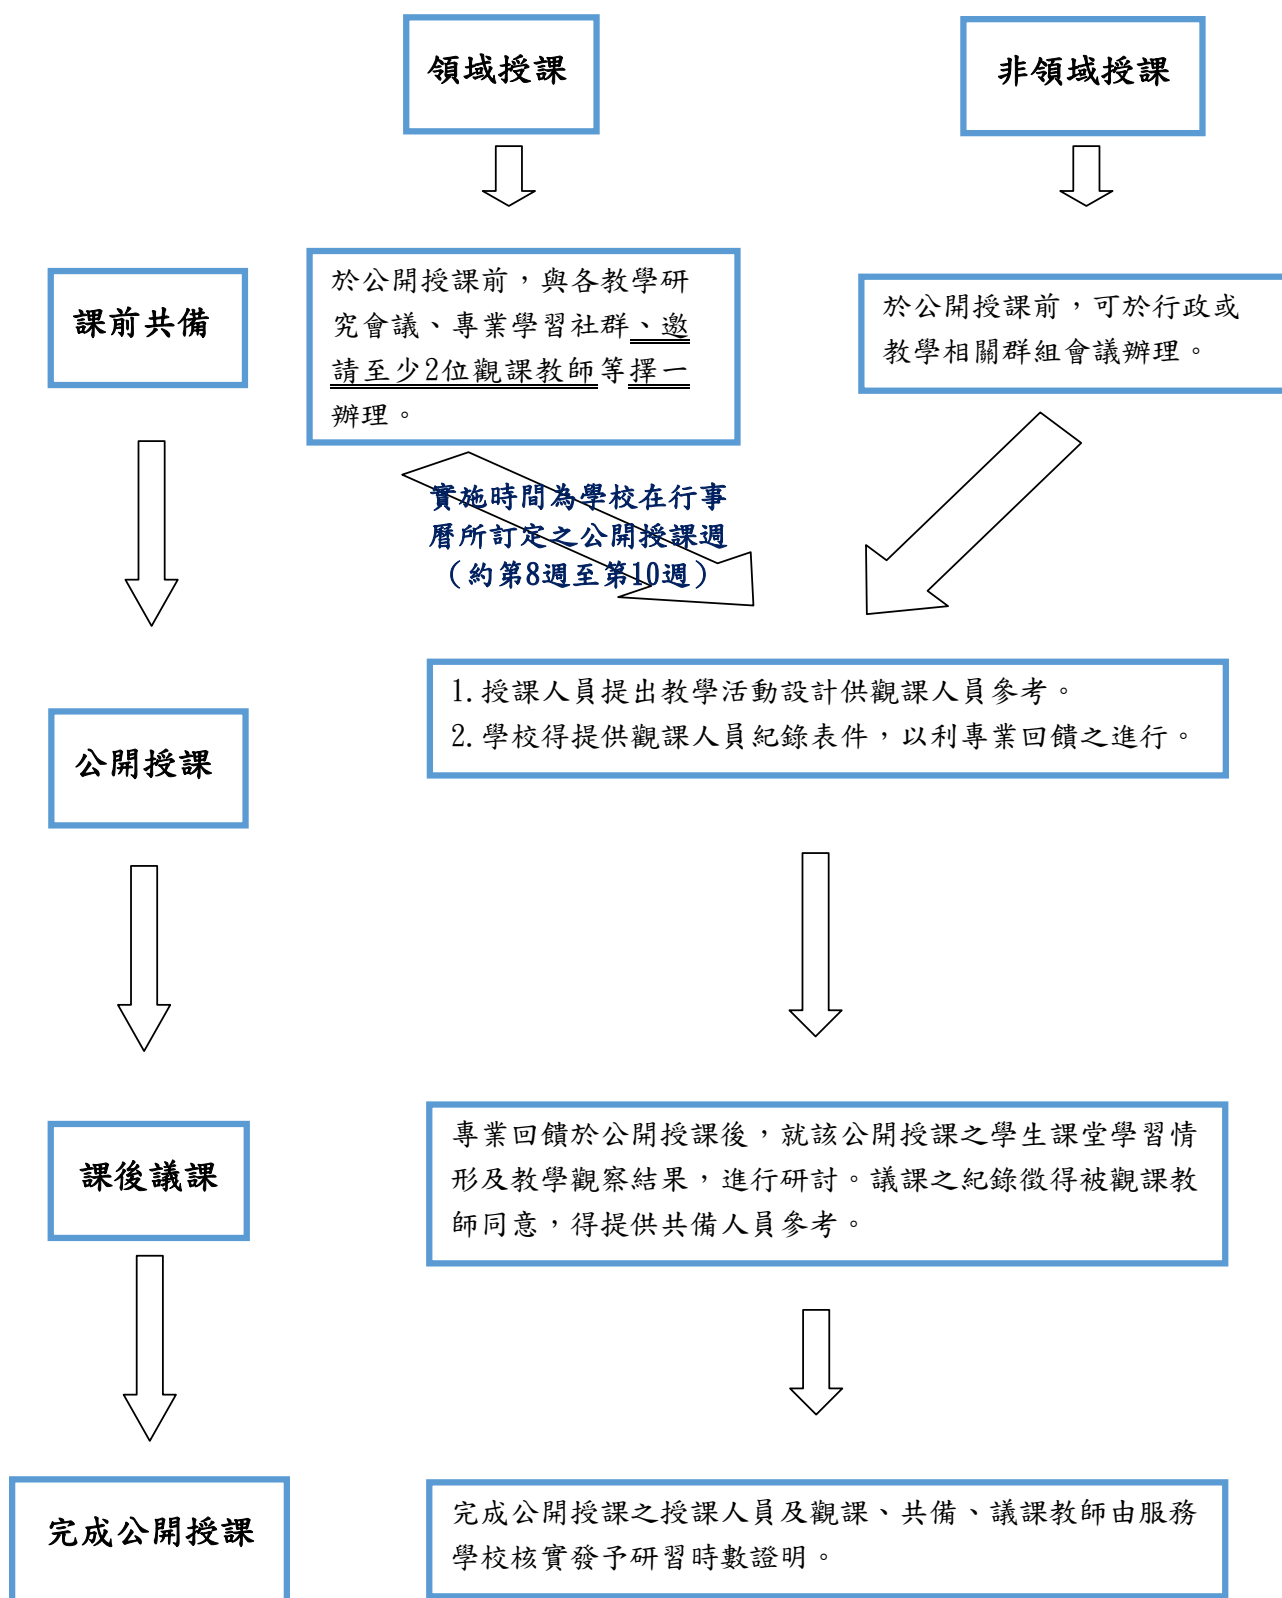 領域授課
非領域授課
課前共備
於公開授課前，與各教學研
究會議、專業學習社群、邀
請至少2位觀課教師等擇一
辦理。
於公開授課前，可於行政或
教學相關群組會議辦理。
實施時間為學校在行事
曆所訂定之公開授課週
（約第8週至第10週）
公開授課
1.授課人員提出教學活動設計供觀課人員參考。
2.學校得提供觀課人員紀錄表件，以利專業回饋之進行。
課後議課
專業回饋於公開授課後，就該公開授課之學生課堂學習情
形及教學觀察結果，進行研討。議課之紀錄徵得被觀課教
師同意，得提供共備人員參考。
完成公開授課
完成公開授課之授課人員及觀課、共備、議課教師由服務
學校核實發予研習時數證明。